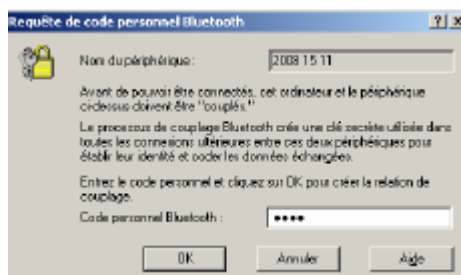 Requête de code personnel Bluetooth
Nom du périphérique : 2008 15 11
Avant de pouvoir être connectés, cet ordinateur et le périphérique
ci-dessus doivent être "couplés."
Le processus de couplage Bluetooth crée une clé secrète utilisée dans
toutes les connexions ultérieures entre ces deux périphériques pour
établir leur identité et coder les données échangées.
Entrez le code personnel et cliquez sur OK pour créer la relation de
couplage.
Code personnel Bluetooth : ••••
OK Annuler Aide